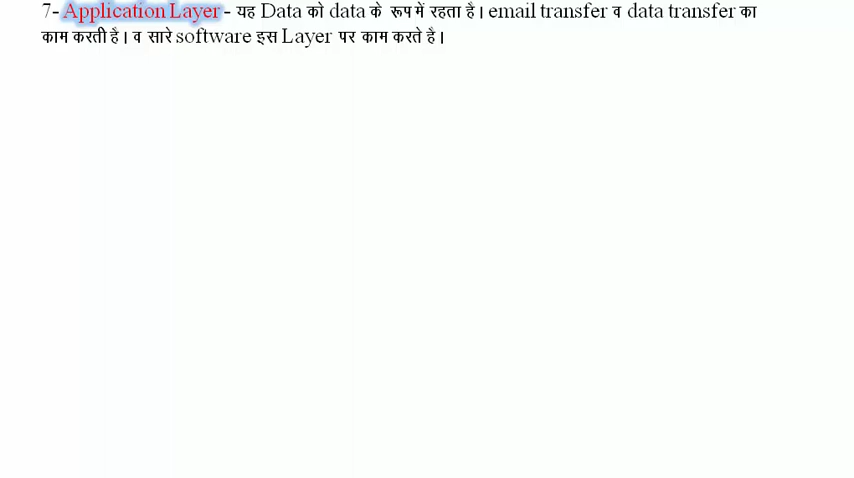 7- Application Layer - यह Data को data के रूप में रहता है। email transfer व data transfer का
काम करती है। व सारे software इस Layer पर काम करते है।